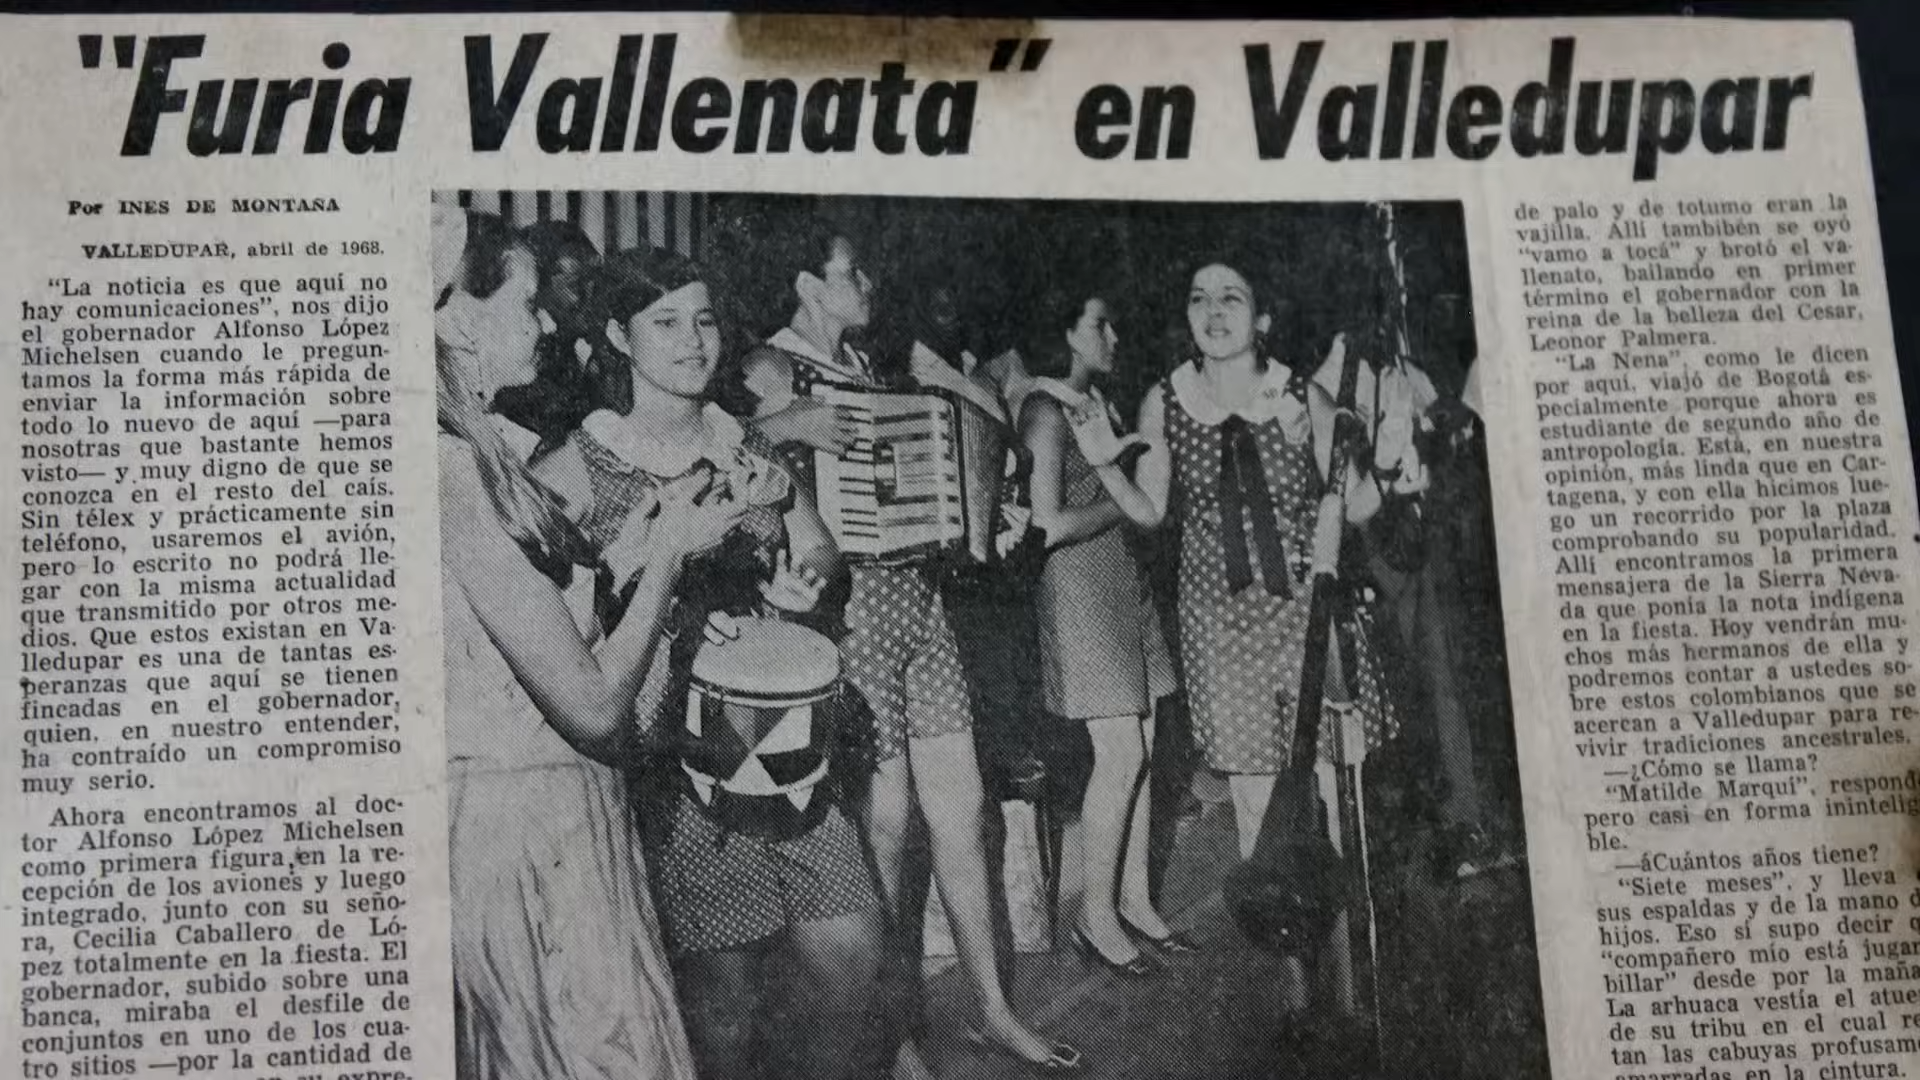 "Furia Vallenata" en Valledupar
Por INES DE MONTAÑA
VALLEDUPAR, abril de 1968.
"La noticia es que aquí no
hay comunicaciones", nos dijo
el gobernador Alfonso López
Michelsen cuando le pregun-
tamos la forma más rápida de
enviar la información sobre
todo lo nuevo de aquí —para
nosotras que bastante hemos
visto— y muy digno de que se
conozca en el resto del caís.
Sin télex y prácticamente sin
teléfono, usaremos el avión,
pero lo escrito no podrá lle-
gar con la misma actualidad
que transmitido por otros me-
dios. Que estos existan en Va-
lledupar es una de tantas es-
peranzas que aquí se tienen
fincadas en el gobernador,
quien, en nuestro entender,
ha contraído un compromiso
muy serio.
Ahora encontramos al doc-
tor Alfonso López Michelsen
como primera figura en la re-
cepción de los aviones y luego
integrado, junto con su seño-
ra, Cecilia Caballero de Ló-
pez totalmente en la fiesta. El
gobernador, subido sobre una
banca, miraba el desfile de
conjuntos en uno de los cua-
tro sitios —por la cantidad de
de palo y de totumo eran la
vajilla. Allí tambibén se oyó
"vamo a tocá" y brotó el va-
llenato, bailando en primer
término el gobernador con la
reina de la belleza del Cesar,
Leonor Palmera.
"La Nena", como le dicen
por aquí, viajó de Bogotá es-
pecialmente porque ahora es
estudiante de segundo año de
antropología. Está, en nuestra
opinión, más linda que en Car-
tagena, y con ella hicimos lue-
go un recorrido por la plaza
comprobando su popularidad.
Allí encontramos la primera
mensajera de la Sierra Neva-
da que ponía la nota indígena
en la fiesta. Hoy vendrán mu-
chos más hermanos de ella y
podremos contar a ustedes so-
bre estos colombianos que se
acercan a Valledupar para re-
vivir tradiciones ancestrales.
—¿Cómo se llama?
"Matilde Marquí", respond
pero casi en forma inintelig
ble.
—áCuántos años tiene?
"Siete meses", y lleva
sus espaldas y de la mano d
hijos. Eso sí supo decir q
"compañero mío está jugan
billar" desde por la maña
La arhuaca vestía el atue
de su tribu en el cual re
tan las cabuyas profusam
amarradas en la cintura.